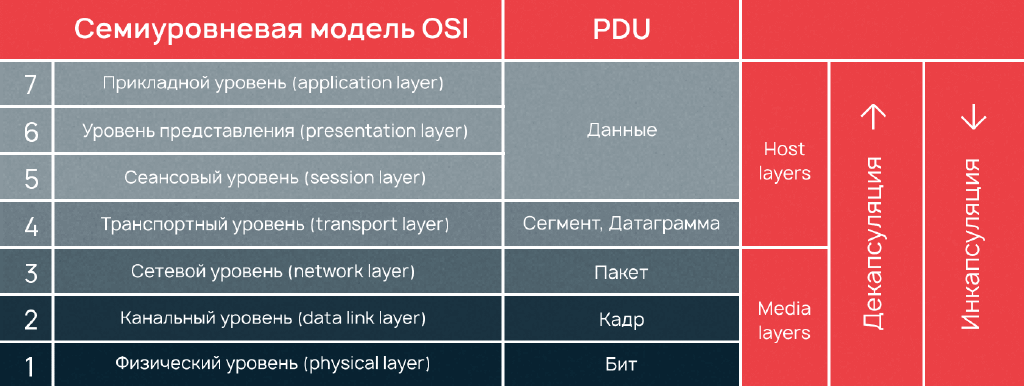 Семиуровневая модель OSI
PDU
7
Прикладной уровень (application layer)
6
Уровень представления (presentation layer)
Данные
5
Сеансовый уровень (session layer)
4
Транспортный уровень (transport layer)
Сегмент, Датаграмма
3
Сетевой уровень (network layer)
Пакет
2
Канальный уровень (data link layer)
Кадр
1
Физический уровень (physical layer)
Бит
Host
layers
Media
layers
Декапсуляция
Инкапсуляция